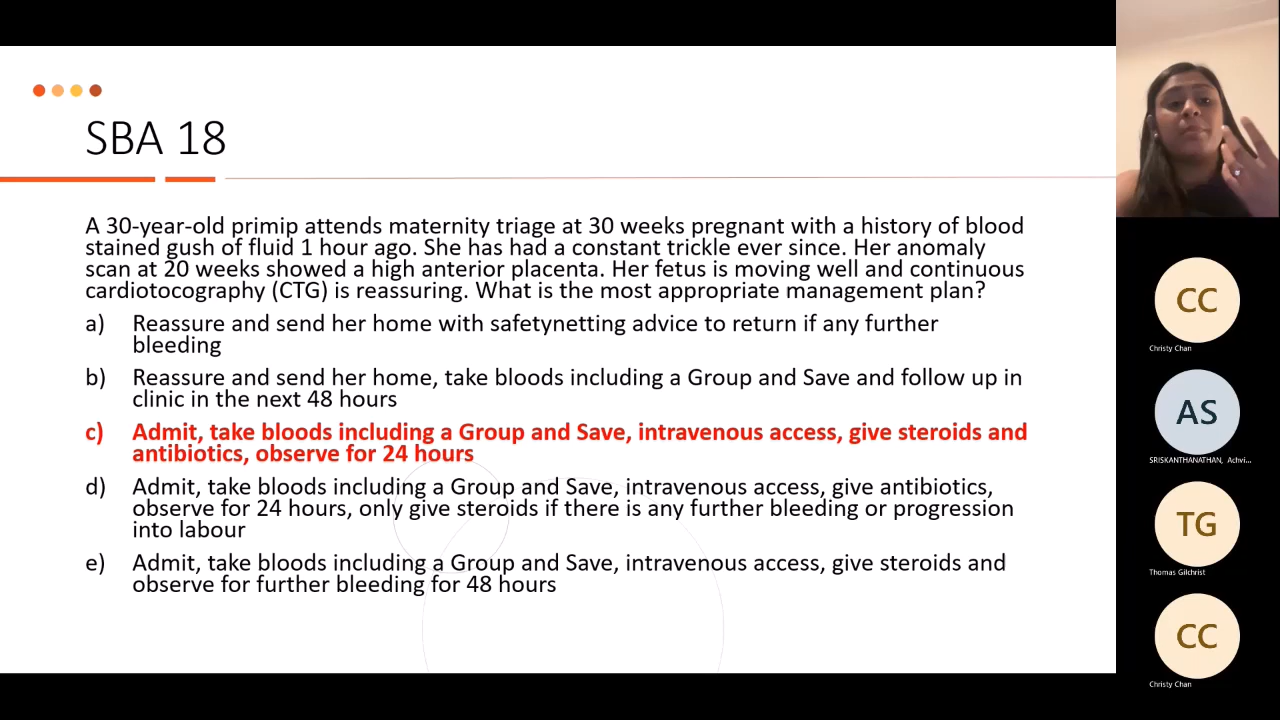 SBA 18
A 30-year-old primip attends maternity triage at 30 weeks pregnant with a history of blood
stained gush of fluid 1 hour ago. She has had a constant trickle ever since. Her anomaly
scan at 20 weeks showed a high anterior placenta. Her fetus is moving well and continuous
cardiotocography (CTG) is reassuring. What is the most appropriate management plan?
a) Reassure and send her home with safetynetting advice to return if any further
bleeding
b) Reassure and send her home, take bloods including a Group and Save and follow up in
clinic in the next 48 hours
c) Admit, take bloods including a Group and Save, intravenous access, give steroids and
antibiotics, observe for 24 hours
d) Admit, take bloods including a Group and Save, intravenous access, give antibiotics,
observe for 24 hours, only give steroids if there is any further bleeding or progression
into labour
e) Admit, take bloods including a Group and Save, intravenous access, give steroids and
observe for further bleeding for 48 hours
CC
Christy Chan
AS
SRISKANTHANATHAN, Achvi...
TG
Thomas Gilchrist
CC
Christy Chan